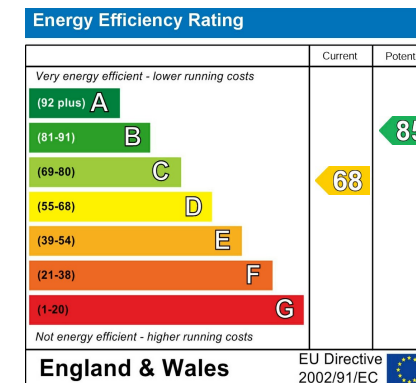 Energy Efficiency Rating
Current Potent
Very energy efficient - lower running costs
(92 plus) A
(81-91) B
85
(69-80) C
68
(55-68) D
(39-54) E
(21-38) F
(1-20) G
Not energy efficient - higher running costs
England & Wales
EU Directive
2002/91/EC